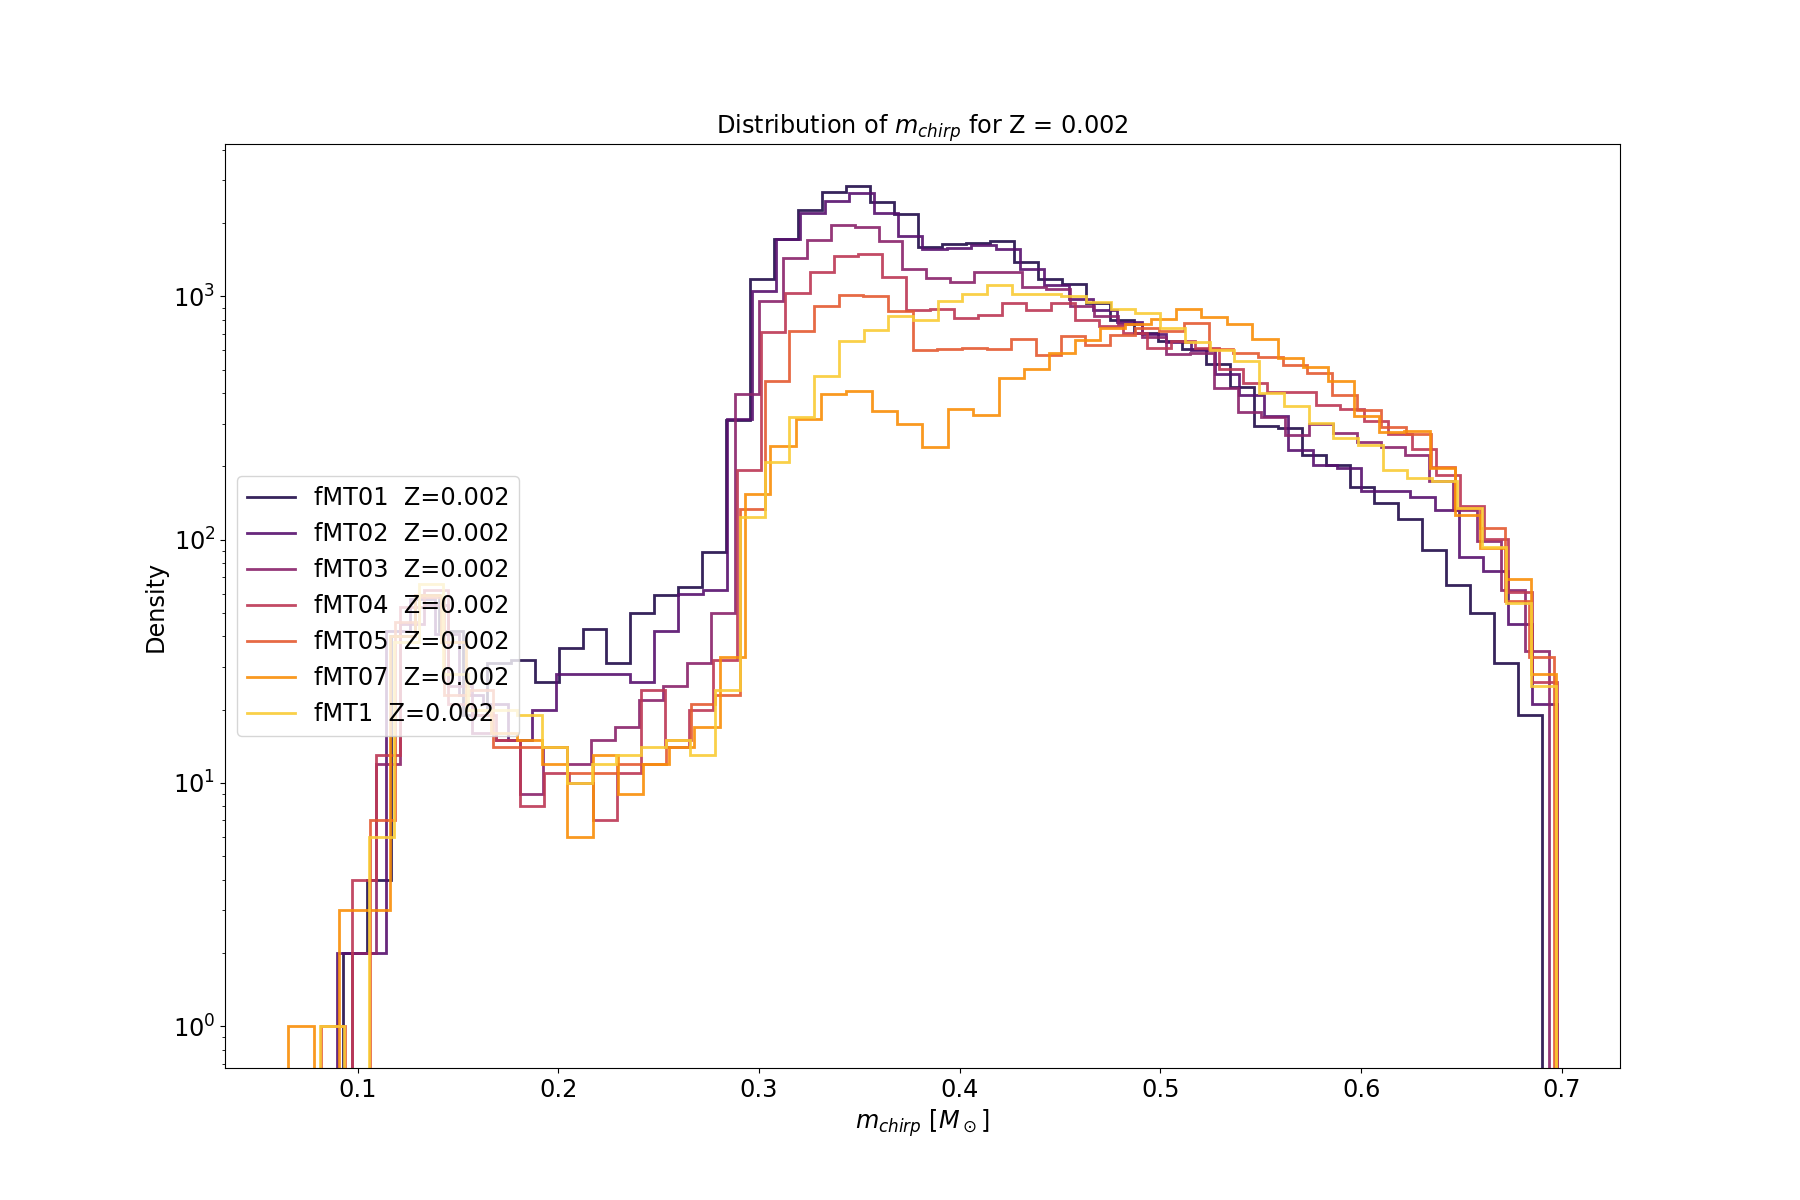 Distribution of m_chirp for Z = 0.002
Density
10^3
10^2
10^1
10^0
fMT01 Z=0.002
fMT02 Z=0.002
fMT03 Z=0.002
fMT04 Z=0.002
fMT05 Z=0.002
fMT07 Z=0.002
fMT1 Z=0.002
0.1 0.2 0.3 0.4 0.5 0.6 0.7
m_chirp [M_⊙]